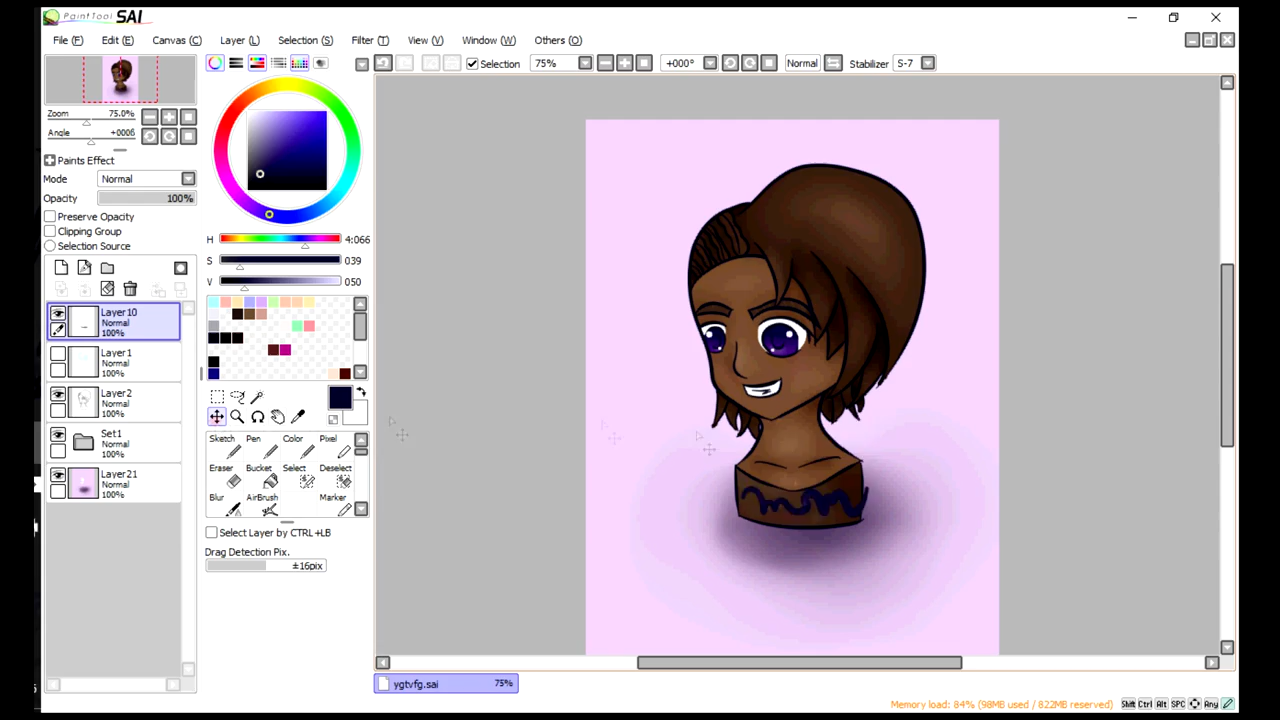 PaintTool SAI
File (F) Edit (E) Canvas (C) Layer (L) Selection (S) Filter (T) View (V) Window (W) Others (O)
Selection 75% +000° Normal Stabilizer S-7
Zoom 75.0%
Angle +0006
Paints Effect
Mode Normal
Opacity 100%
Preserve Opacity
Clipping Group
Selection Source
Layer10
Normal
100%
Layer1
Normal
100%
Layer2
Normal
100%
Set1
Normal
100%
Layer21
Normal
100%
H 4:066
S 039
V 050
Sketch Pen Color Pixel
Eraser Bucket Select Deselect
Blur AirBrush Marker
Select Layer by CTRL+LB
Drag Detection Pix.
±16pix
ygtvfg.sai 75%
Memory load: 84% (98MB used / 822MB reserved) Shift Ctrl Alt SPC Any